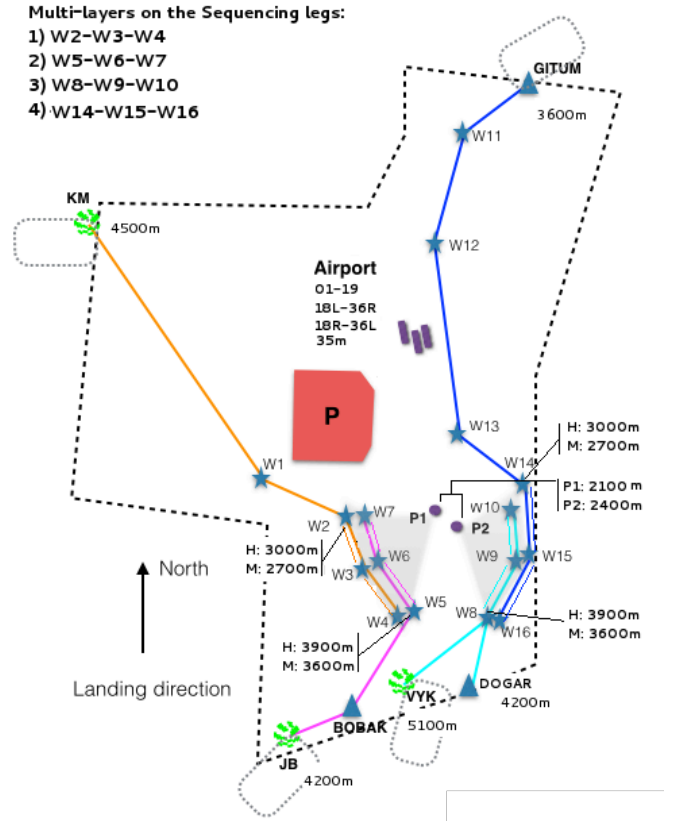 Multi-layers on the Sequencing legs:
1) W2-W3-W4
2) W5-W6-W7
3) W8-W9-W10
4) W14-W15-W16
GITUM
3600m
W11
KM
4500m
W12
Airport
01-19
18L-36R
18R-36L
35m
P
W13
H: 3000m
M: 2700m
W14
W1
P1: 2100 m
P2: 2400m
W10
W7
P1
P2
W2
H: 3000m
M: 2700m
W6
W9
W15
W3
North
W5
W4
W8
W16
H: 3900m
M: 3600m
H: 3900m
M: 3600m
Landing direction
DOGAR
4200m
VYK
5100m
BOBAK
JB
4200m